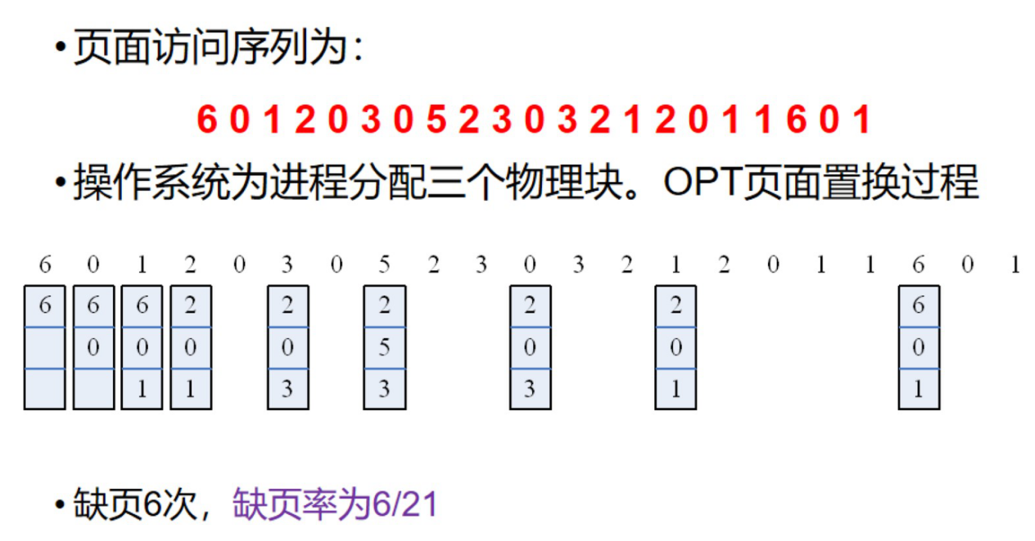 •页面访问序列为：
6 0 1 2 0 3 0 5 2 3 0 3 2 1 2 0 1 1 6 0 1
•操作系统为进程分配三个物理块。OPT页面置换过程
6 0 1 2 0 3 0 5 2 3 0 3 2 1 2 0 1 1 6 0 1
6 6 6 2 2 2 2 2 6
0 0 0 0 5 0 0 0
1 1 3 3 3 1 1
•缺页6次，缺页率为6/21